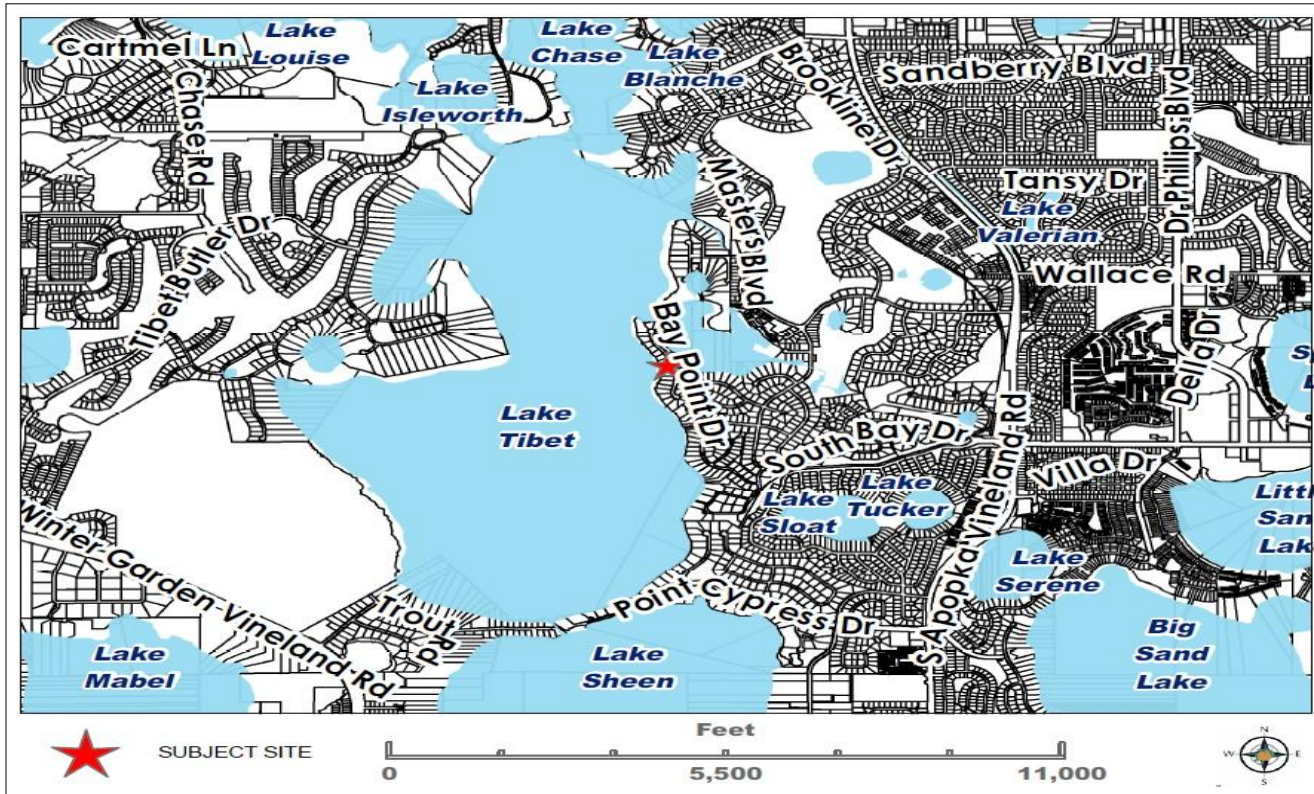 Cartmel Ln
Lake
Louise
Lake
Chase
Lake
Blanche
Brookline Dr
Sandberry Blvd
Chase Rd
Lake
Isleworth
Masters Blvd
Tansy Dr
Lake
Valerian
Dr Phillips Blvd
Tibet Butler Dr
Wallace Rd
Bay Point Dr
Della Dr
Lake
Tibet
South Bay Dr
Villa Dr
Lake
Sloat
Lake
Tucker
S Apopka Vineland Rd
Lake
Serene
Winter Garden Vineland Rd
Trout Rd
Point Cypress Dr
Lake
Mabel
Lake
Sheen
Big
Sand
Lake
SUBJECT SITE
Feet
0 5,500 11,000
N
W E
S